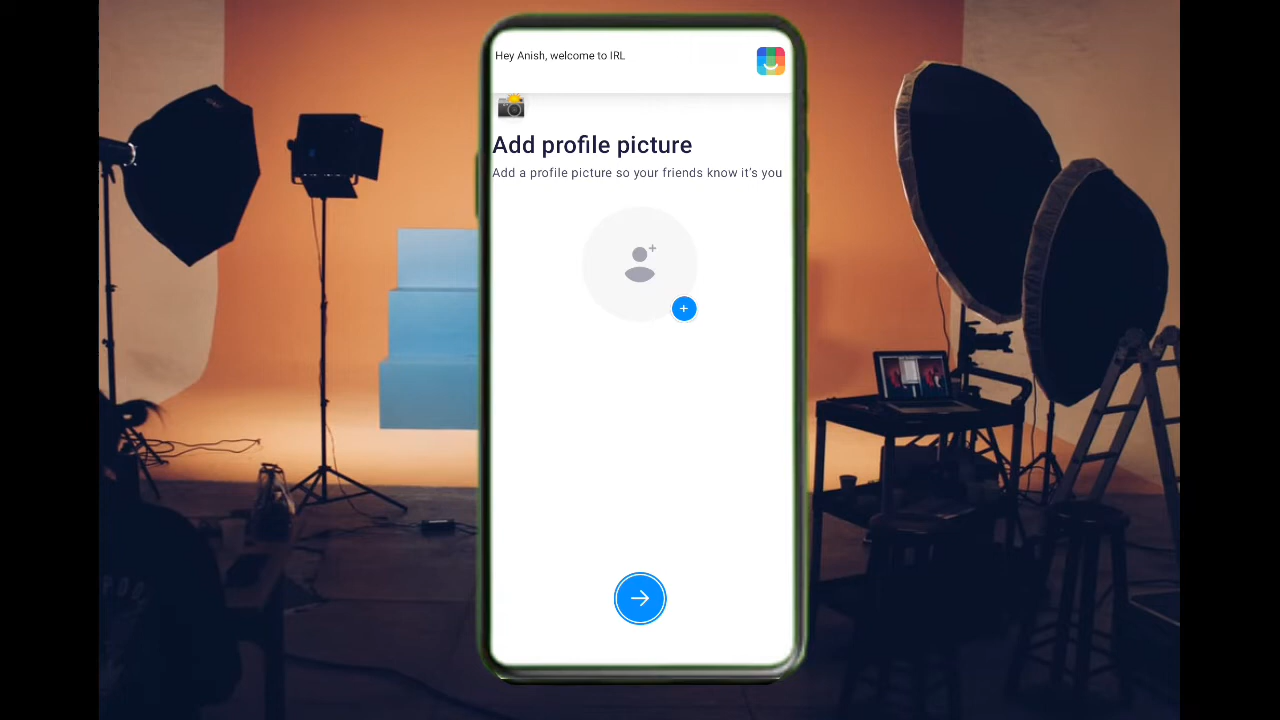 Hey Anish, welcome to IRL
Add profile picture
Add a profile picture so your friends know it's you